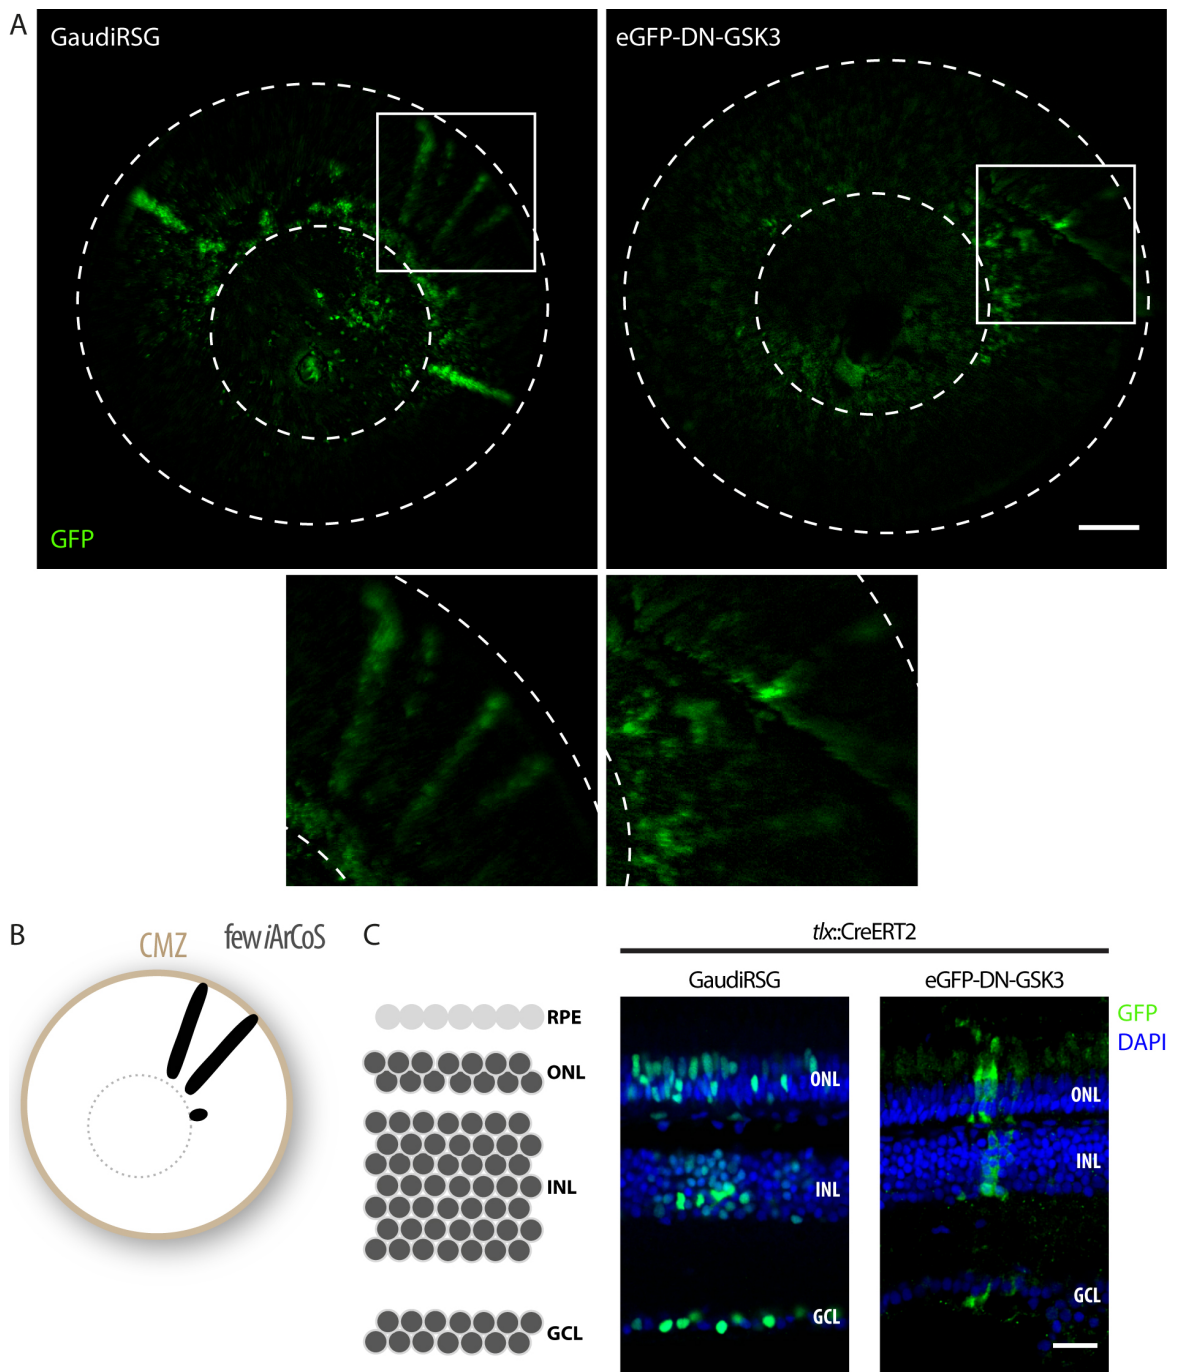 A
GaudiRSG
eGFP-DN-GSK3
GFP
B
CMZ
few iArCoS
C
RPE
ONL
INL
GCL
tlx::CreERT2
GaudiRSG
eGFP-DN-GSK3
GFP
DAPI
ONL
INL
GCL
ONL
INL
GCL